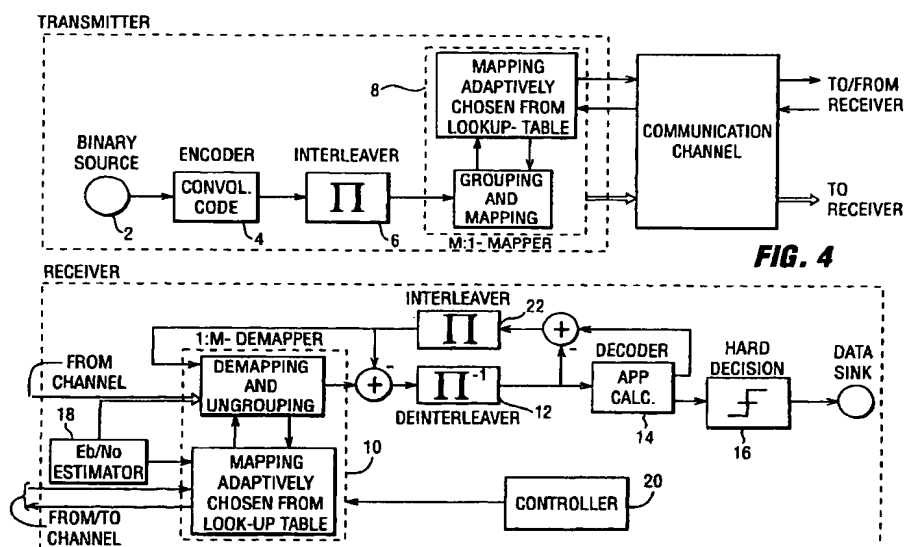 TRANSMITTER
8
MAPPING
ADAPTIVELY
CHOSEN FROM
LOOKUP- TABLE
TO/FROM
RECEIVER
COMMUNICATION
CHANNEL
BINARY
SOURCE
ENCODER
INTERLEAVER
CONVOL.
CODE
Π
GROUPING
AND
MAPPING
TO
RECEIVER
2
4
6
M:1- MAPPER
FIG. 4
RECEIVER
INTERLEAVER
Π
22
+
-
1:M- DEMAPPER
FROM
CHANNEL
DEMAPPING
AND
UNGROUPING
+
-
Π-1
DEINTERLEAVER
12
DECODER
APP
CALC.
14
HARD
DECISION
16
DATA
SINK
18
Eb/No
ESTIMATOR
10
MAPPING
ADAPTIVELY
CHOSEN FROM
LOOK-UP TABLE
CONTROLLER
20
FROM/TO
CHANNEL